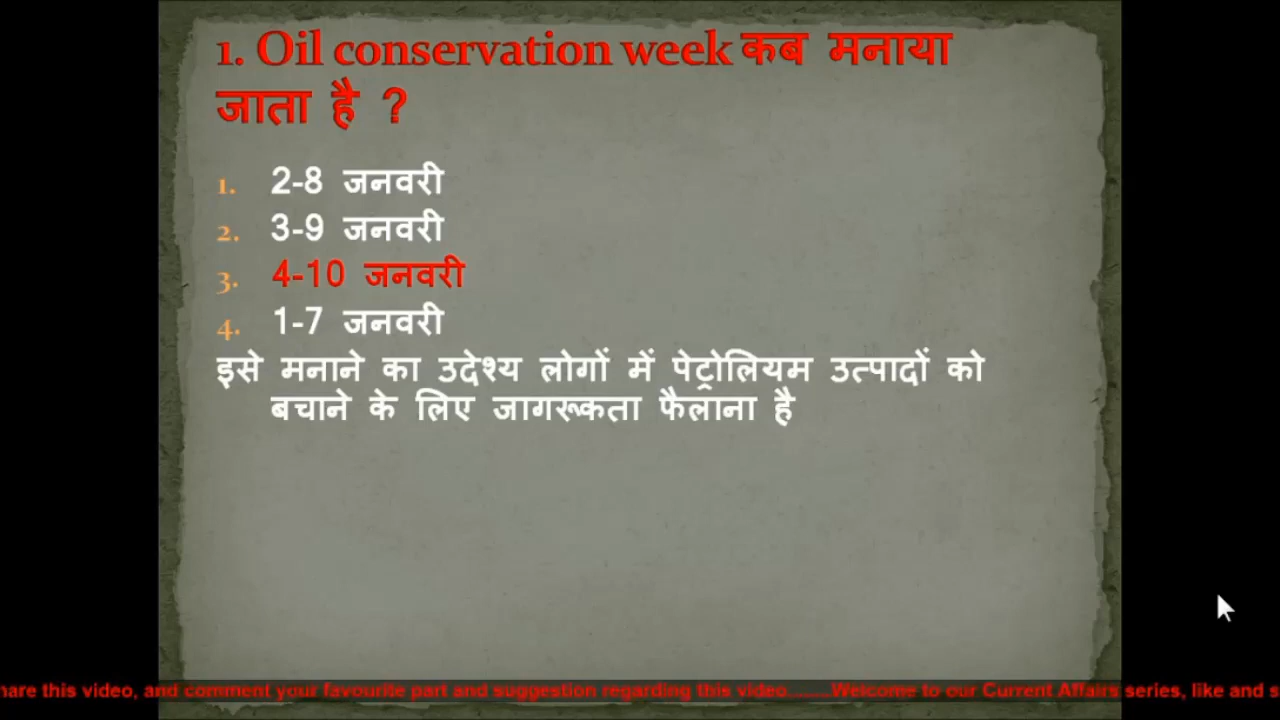 1. Oil conservation week कब मनाया
जाता है ?
1. 2-8 जनवरी
2. 3-9 जनवरी
3. 4-10 जनवरी
4. 1-7 जनवरी
इसे मनाने का उदेश्य लोगों में पेट्रोलियम उत्पादों को
बचाने के लिए जागरूकता फैलाना है
hare this video, and comment your favourite part and suggestion regarding this video........Welcome to our Current Affairs series, like and s